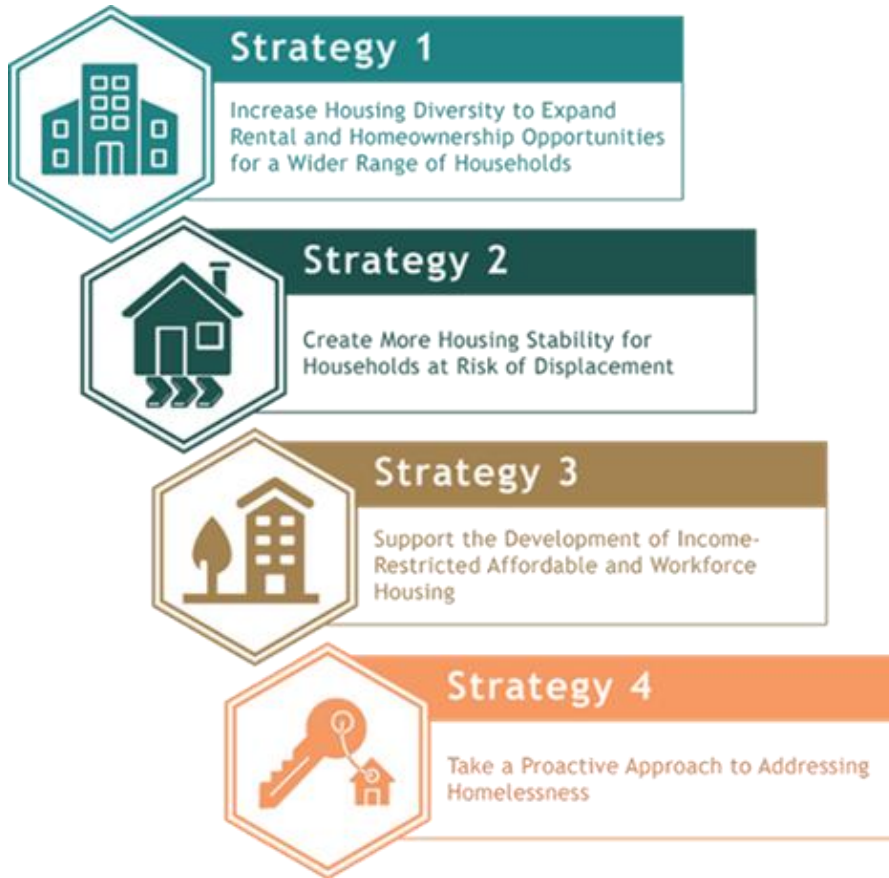 Strategy 1
Increase Housing Diversity to Expand
Rental and Homeownership Opportunities
for a Wider Range of Households
Strategy 2
Create More Housing Stability for
Households at Risk of Displacement
Strategy 3
Support the Development of Income-
Restricted Affordable and Workforce
Housing
Strategy 4
Take a Proactive Approach to Addressing
Homelessness